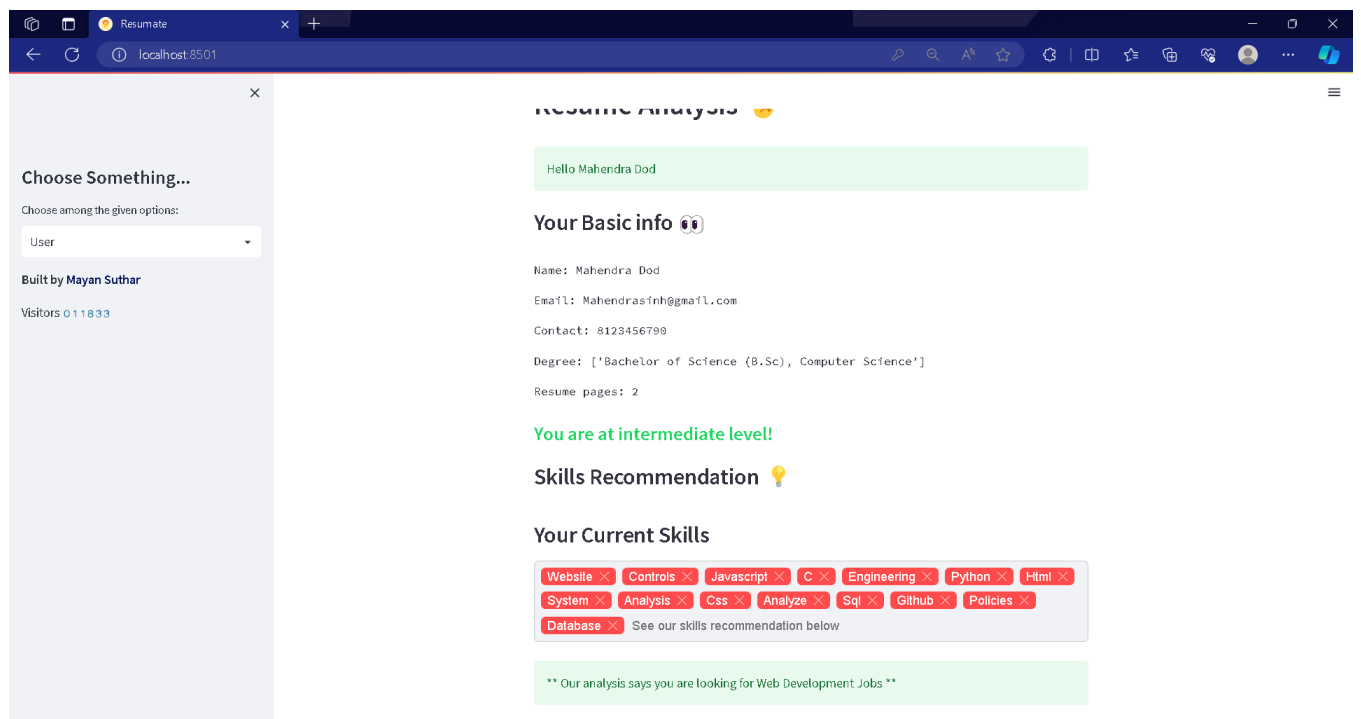 Resumate
localhost:8501
Choose Something...
Choose among the given options:
User
Built by Mayan Suthar
Visitors 011833
Resume Analysis
Hello Mahendra Dod
Your Basic info
Name: Mahendra Dod
Email: Mahendrasinh@gmail.com
Contact: 8123456790
Degree: ['Bachelor of Science {B.Sc), Computer Science']
Resume pages: 2
You are at intermediate level!
Skills Recommendation
Your Current Skills
Website Controls Javascript C Engineering Python Html
System Analysis Css Analyze Sql Github Policies
Database See our skills recommendation below
** Our analysis says you are looking for Web Development Jobs **